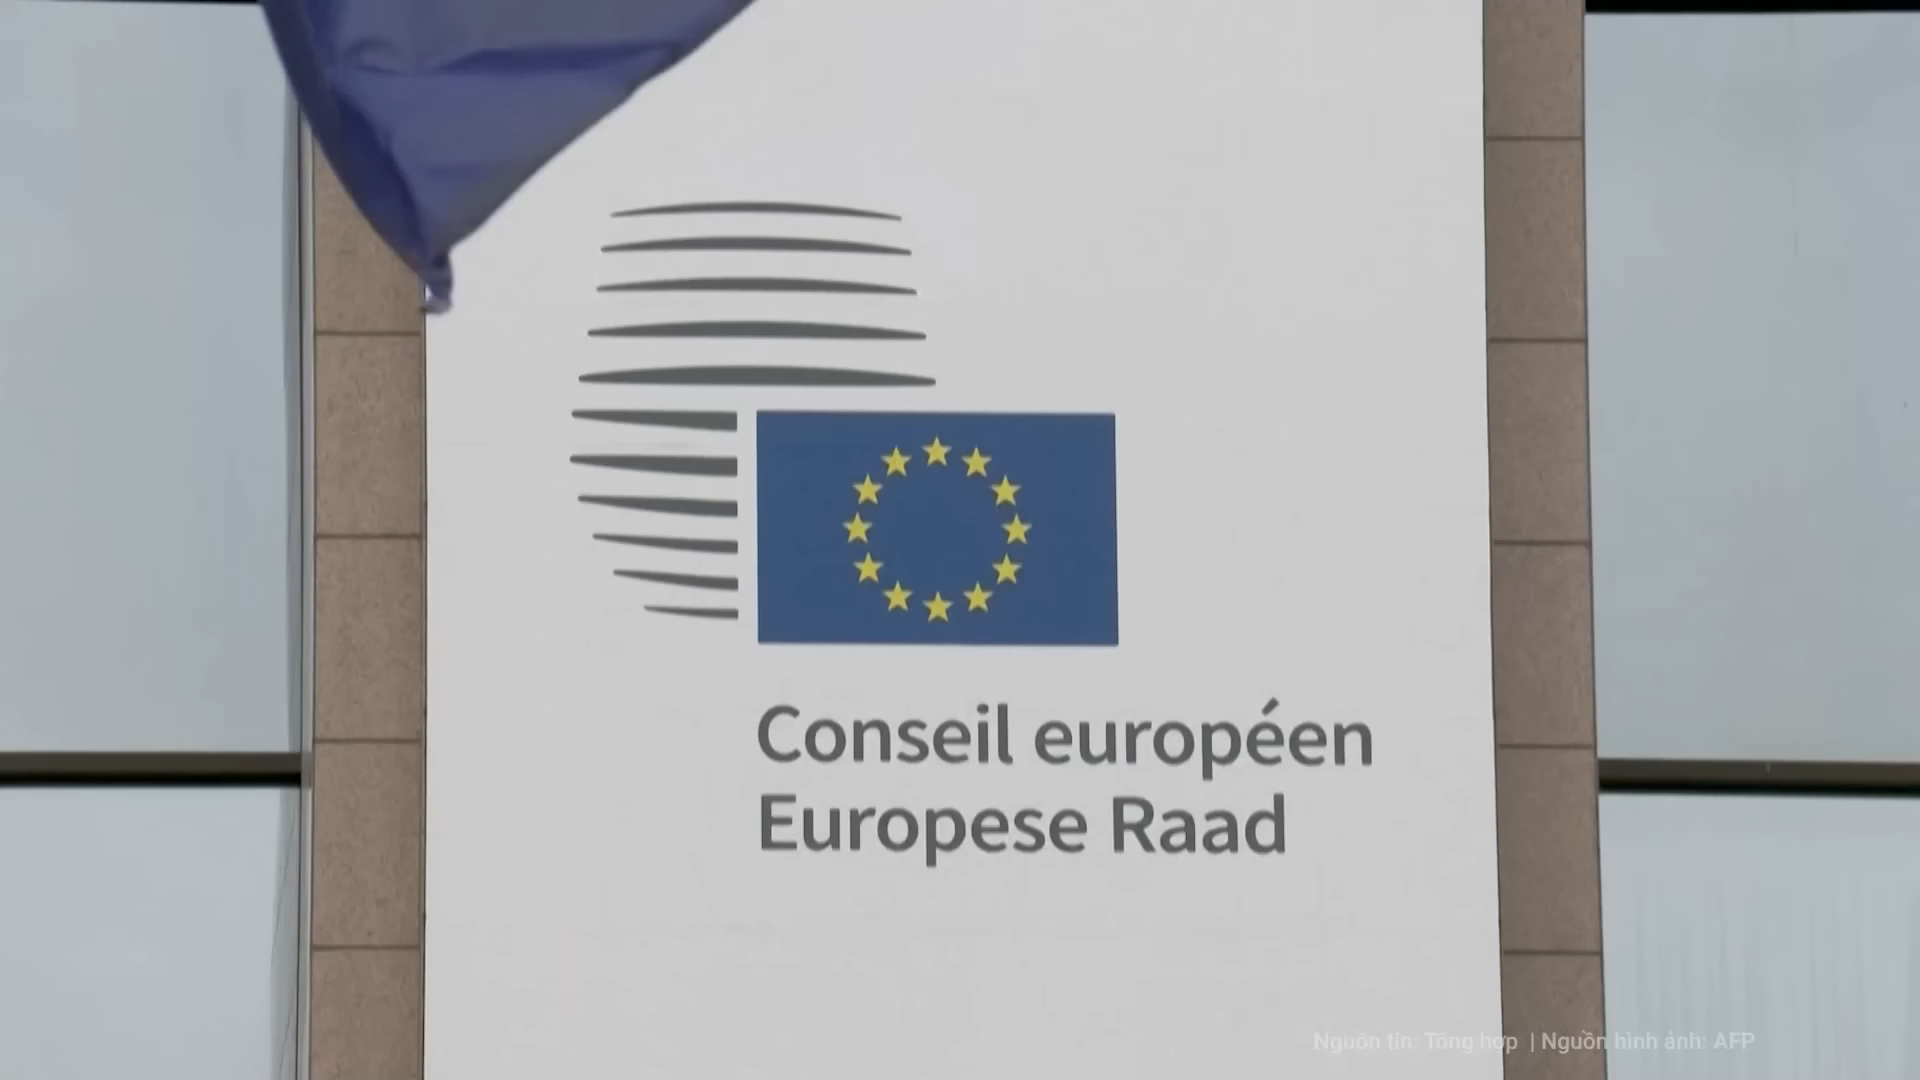 Conseil européen
Europese Raad
Nguồn tin: Tổng hợp | Nguồn hình ảnh: AFP